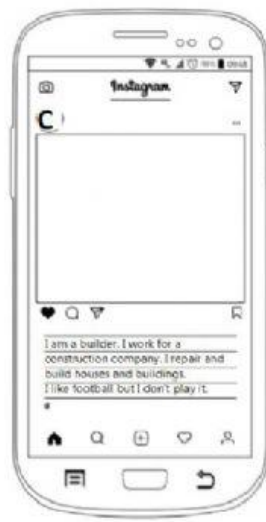 Instagram
C
I am a builder. I work for a
construction company. I repair and
build houses and buildings.
I like football but I don't play it.
#